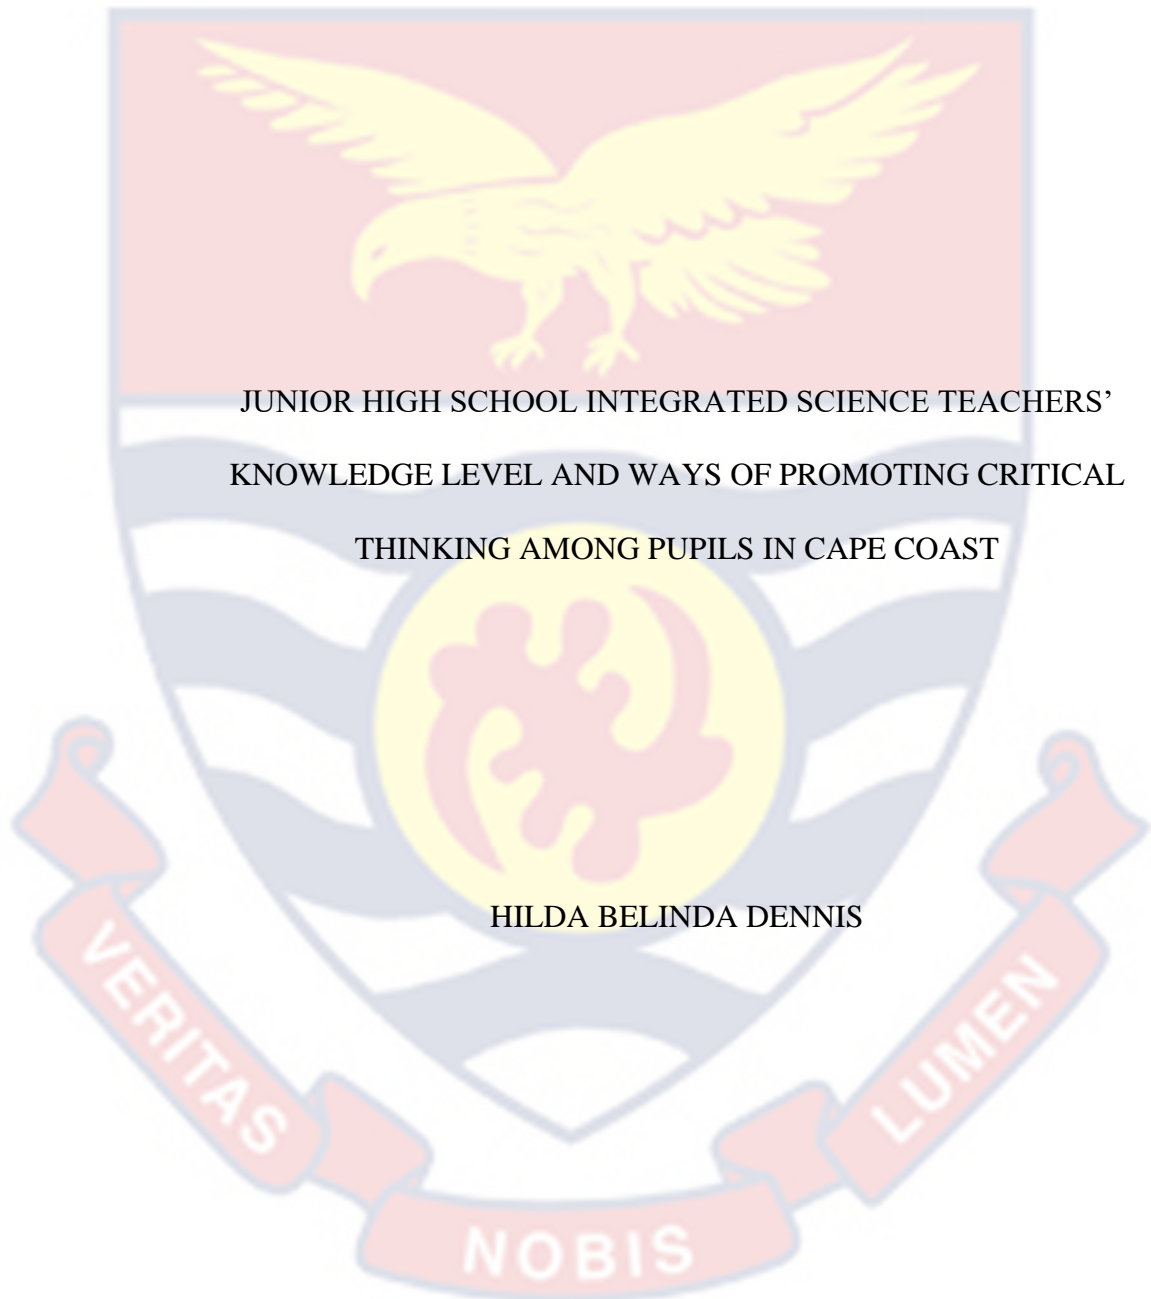 JUNIOR HIGH SCHOOL INTEGRATED SCIENCE TEACHERS’
KNOWLEDGE LEVEL AND WAYS OF PROMOTING CRITICAL
THINKING AMONG PUPILS IN CAPE COAST
HILDA BELINDA DENNIS
VERITAS
NOBIS
LUMEN